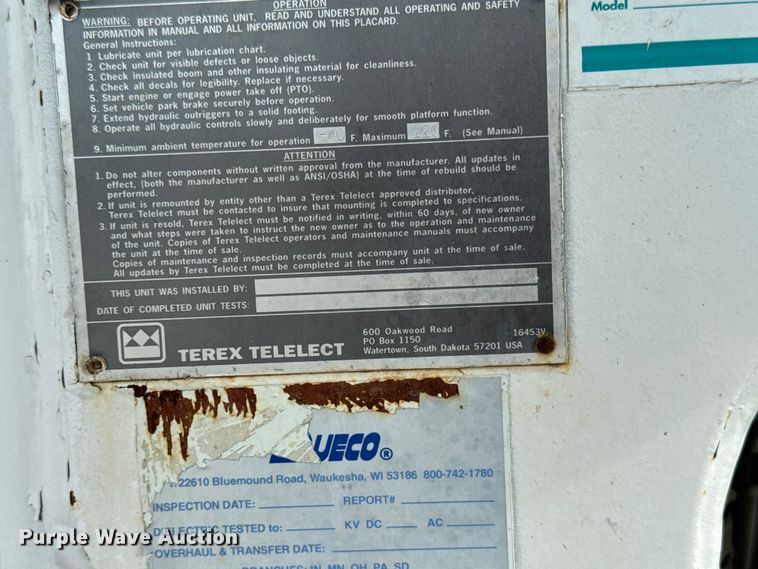 OPERATION
Model
WARNING: BEFORE OPERATING UNIT, READ AND UNDERSTAND ALL OPERATING AND SAFETY
INFORMATION IN MANUAL AND ALL INFORMATION ON THIS PLACARD.
General Instructions:
1. Lubricate unit per lubrication chart.
2. Check unit for visible defects or loose objects.
3. Check insulated boom and other insulating material for cleanliness.
4. Check all decals for legibility. Replace if necessary.
5. Start engine or engage power take off (PTO).
6. Set vehicle park brake securely before operation.
7. Extend hydraulic outriggers to a solid footing.
8. Operate all hydraulic controls slowly and deliberately for smooth platform function.
9. Minimum ambient temperature for operation -40 F. Maximum 120 F. (See Manual)
ATTENTION
1. Do not alter components without written approval from the manufacturer. All updates in
effect, (both the manufacturer as well as ANSI/OSHA) at the time of rebuild should be
performed.
2. If unit is remounted by entity other than a Terex Telelect approved distributor,
Terex Telelect must be contacted to insure that mounting is completed to specifications.
3. If unit is resold, Terex Telelect must be notified in writing, within 60 days, of new owner
and what steps were taken to instruct the new owner as to the operation and maintenance
of the unit. Copies of Terex Telelect operators and maintenance manuals must accompany
the unit at the time of sale.
Copies of maintenance and inspection records must accompany unit at the time of sale.
All updates by Terex Telelect must be completed at the time of sale.
THIS UNIT WAS INSTALLED BY:
DATE OF COMPLETED UNIT TESTS:
TEREX TELELECT
600 Oakwood Road
PO Box 1150
Watertown, South Dakota 57201 USA
16453V
UECO®
22610 Bluemound Road, Waukesha, WI 53186 800-742-1780
INSPECTION DATE: REPORT#
DIELECTRIC TESTED to: KV DC AC
OVERHAUL & TRANSFER DATE:
BRANCHES: IN, MN, OH, PA, SD
Purple Wave Auction